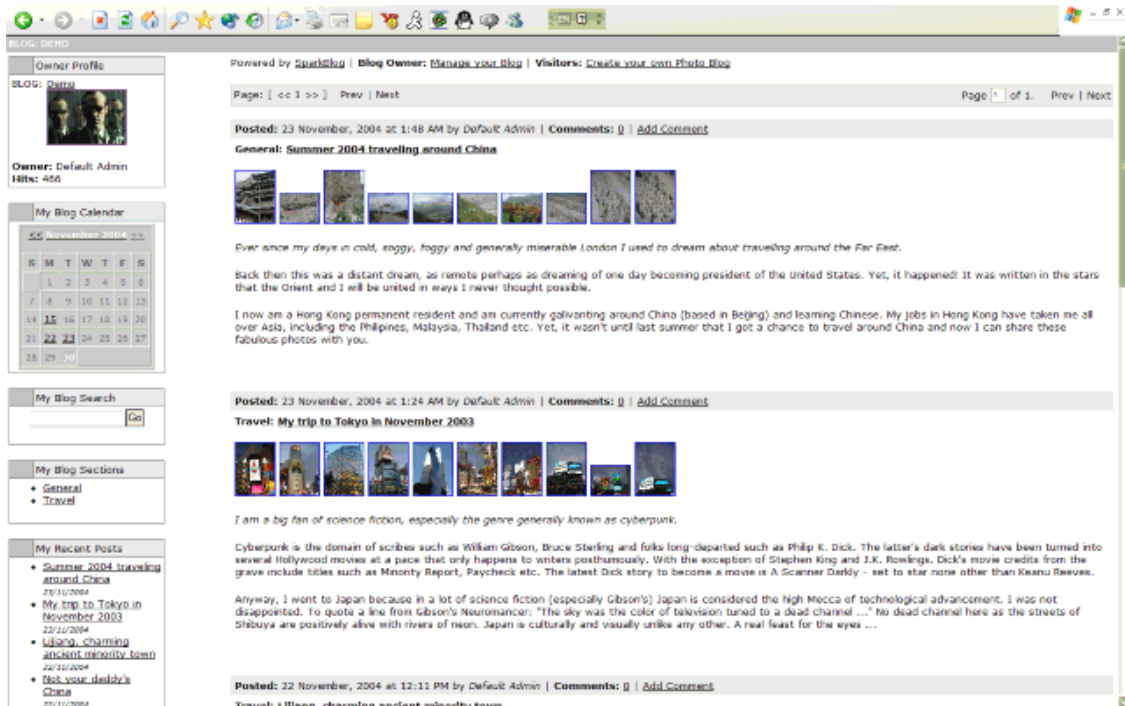 BLOG: DEMO
Owner Profile
BLOG: Demo
Owner: Default Admin
Hits: 466
My Blog Calendar
<< November 2004 >>
S M T W T F S
1 2 3 4 5 6
7 8 9 10 11 12 13
14 15 16 17 18 19 20
21 22 23 24 25 26 27
28 29 30
My Blog Search
Go
My Blog Sections
General
Travel
My Recent Posts
Summer 2004 traveling
around China
23/11/2004
My trip to Tokyo in
November 2003
23/11/2004
Lijiang, charming
ancient minority town
22/11/2004
Not your daddy's
China
22/11/2004
Powered by SparkBlog | Blog Owner: Manage your Blog | Visitors: Create your own Photo Blog
Page: [ << 1 >> ] Prev | Next
Page 1 of 1. Prev | Next
Posted: 23 November, 2004 at 1:48 AM by Default Admin | Comments: 0 | Add Comment
General: Summer 2004 traveling around China
Ever since my days in cold, soggy, foggy and generally miserable London I used to dream about traveling around the Far East.
Back then this was a distant dream, as remote perhaps as dreaming of one day becoming president of the United States. Yet, it happened! It was written in the stars
that the Orient and I will be united in ways I never thought possible.
I now am a Hong Kong permanent resident and am currently galivanting around China (based in Beijing) and learning Chinese. My jobs in Hong Kong have taken me all
over Asia, including the Philipines, Malaysia, Thailand etc. Yet, it wasn't until last summer that I got a chance to travel around China and now I can share these
fabulous photos with you.
Posted: 23 November, 2004 at 1:24 AM by Default Admin | Comments: 0 | Add Comment
Travel: My trip to Tokyo in November 2003
I am a big fan of science fiction, especially the genre generally known as cyberpunk.
Cyberpunk is the domain of scribes such as William Gibson, Bruce Sterling and folks long-departed such as Philip K. Dick. The latter's dark stories have been turned into
several Hollywood movies at a pace that only happens to writers posthumously. With the exception of Stephen King and J.K. Rowlings. Dick's movie credits from the
grave include titles such as Minority Report, Paycheck etc. The latest Dick story to become a movie is A Scanner Darkly - set to star none other than Keanu Reeves.
Anyway, I went to Japan because in a lot of science fiction (especially Gibson's) Japan is considered the high Mecca of technological advancement. I was not
disappointed. To quote a line from Gibson's Neuromancer: "The sky was the color of television tuned to a dead channel ..." No dead channel here as the streets of
Shibuya are positively alive with rivers of neon. Japan is culturally and visually unlike any other. A real feast for the eyes ...
Posted: 22 November, 2004 at 12:11 PM by Default Admin | Comments: 0 | Add Comment
Travel: Lijiang, charming ancient minority town